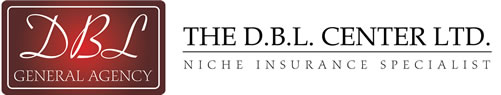 DBL
GENERAL AGENCY
THE D.B.L. CENTER LTD.
NICHE INSURANCE SPECIALIST